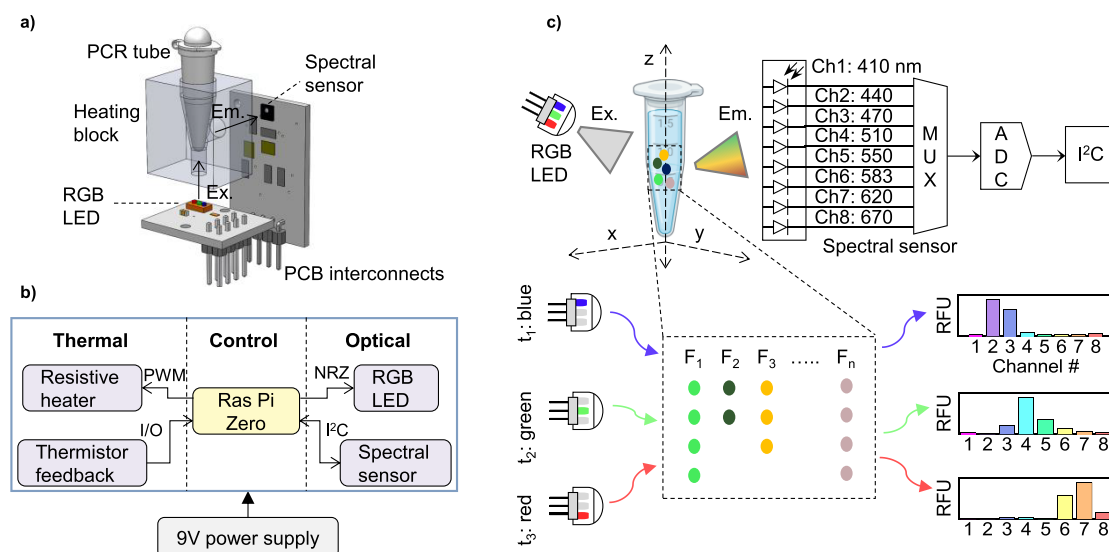 a)
PCR tube
Spectral
sensor
Heating
block
Em.
Ex.
RGB
LED
PCB interconnects
b)
Thermal
Control
Optical
Resistive
heater
PWM
Ras Pi
Zero
NRZ
RGB
LED
I/O
I²C
Thermistor
feedback
Spectral
sensor
9V power supply
c)
z
Ex.
Em.
RGB
LED
x
y
Ch1: 410 nm
Ch2: 440
Ch3: 470
Ch4: 510
Ch5: 550
Ch6: 583
Ch7: 620
Ch8: 670
Spectral sensor
MUX
ADC
I²C
t₁: blue
t₂: green
t₃: red
F₁ F₂ F₃ ..... Fₙ
RFU
1 2 3 4 5 6 7 8
Channel #
RFU
1 2 3 4 5 6 7 8
RFU
1 2 3 4 5 6 7 8